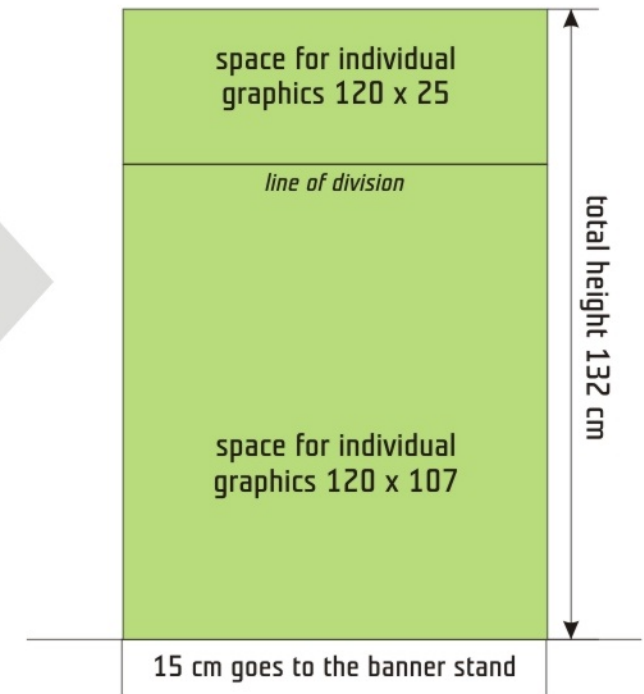 space for individual
graphics 120 x 25
line of division
total height 132 cm
space for individual
graphics 120 x 107
15 cm goes to the banner stand